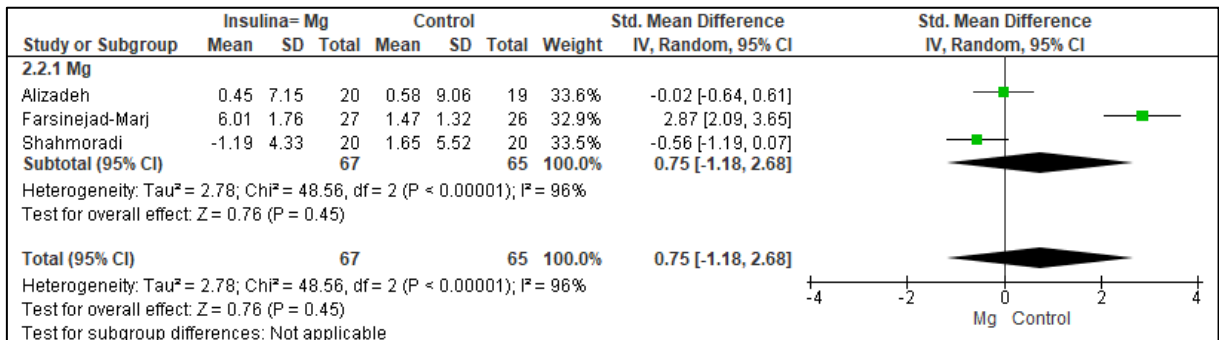 Insulina= Mg Control Std. Mean Difference Std. Mean Difference
Study or Subgroup Mean SD Total Mean SD Total Weight IV, Random, 95% CI IV, Random, 95% CI
2.2.1 Mg
Alizadeh 0.45 7.15 20 0.58 9.06 19 33.6% -0.02 [-0.64, 0.61]
Farsinejad-Marj 6.01 1.76 27 1.47 1.32 26 32.9% 2.87 [2.09, 3.65]
Shahmoradi -1.19 4.33 20 1.65 5.52 20 33.5% -0.56 [-1.19, 0.07]
Subtotal (95% CI) 67 65 100.0% 0.75 [-1.18, 2.68]
Heterogeneity: Tau² = 2.78; Chi² = 48.56, df = 2 (P < 0.00001); I² = 96%
Test for overall effect: Z = 0.76 (P = 0.45)
Total (95% CI) 67 65 100.0% 0.75 [-1.18, 2.68]
Heterogeneity: Tau² = 2.78; Chi² = 48.56, df = 2 (P < 0.00001); I² = 96%
Test for overall effect: Z = 0.76 (P = 0.45)
Test for subgroup differences: Not applicable
-4 -2 0 2 4
Mg Control